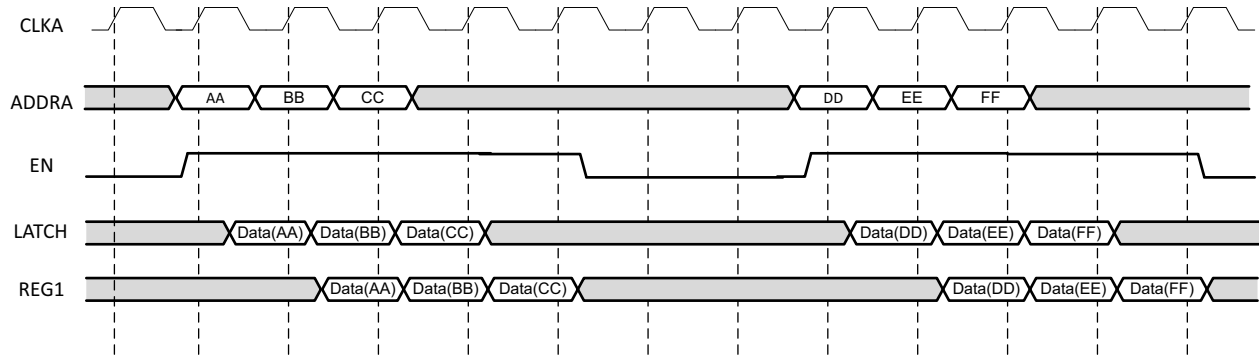 CLKA
ADDRA AA BB CC DD EE FF
EN
LATCH Data(AA) Data(BB) Data(CC) Data(DD) Data(EE) Data(FF)
REG1 Data(AA) Data(BB) Data(CC) Data(DD) Data(EE) Data(FF)